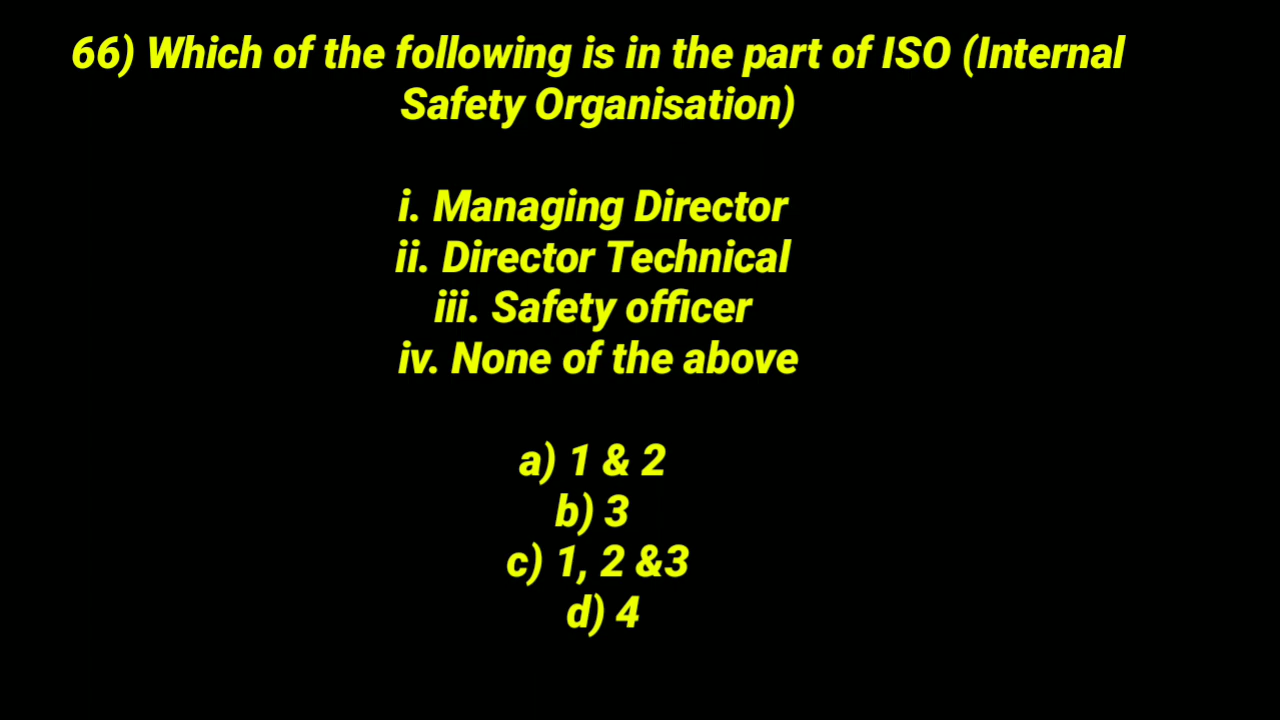 66) Which of the following is in the part of ISO (Internal
Safety Organisation)
i. Managing Director
ii. Director Technical
iii. Safety officer
iv. None of the above
a) 1 & 2
b) 3
c) 1, 2 &3
d) 4